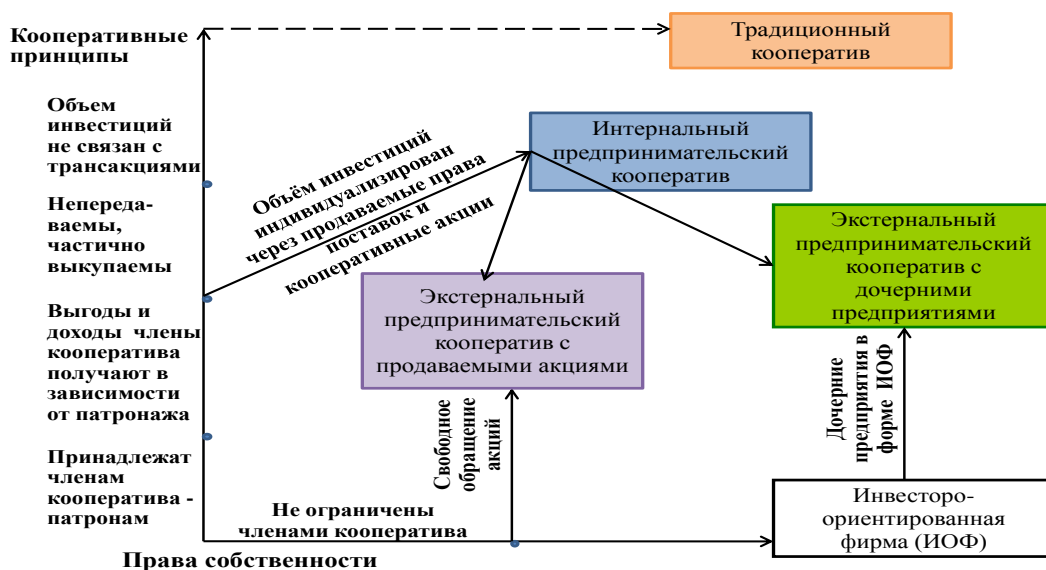 Кооперативные
принципы
Традиционный
кооператив
Объем
инвестиций
не связан с
трансакциями
Объём инвестиций
индивидуализирован
через продаваемые права
поставок и
кооперативные акции
Интернальный
предпринимательский
кооператив
Непереда-
ваемы,
частично
выкупаемы
Экстернальный
предпринимательский
кооператив с
дочерними
предприятиями
Экстернальный
предпринимательский
кооператив с
продаваемыми акциями
Выгоды и
доходы члены
кооператива
получают в
зависимости
от патронажа
Свободное
обращение
акций
Дочерние
предприятия в
форме ИОФ
Принадлежат
членам
кооператива -
патронам
Не ограничены
членами кооператива
Инвесторо-
ориентированная
фирма (ИОФ)
Права собственности